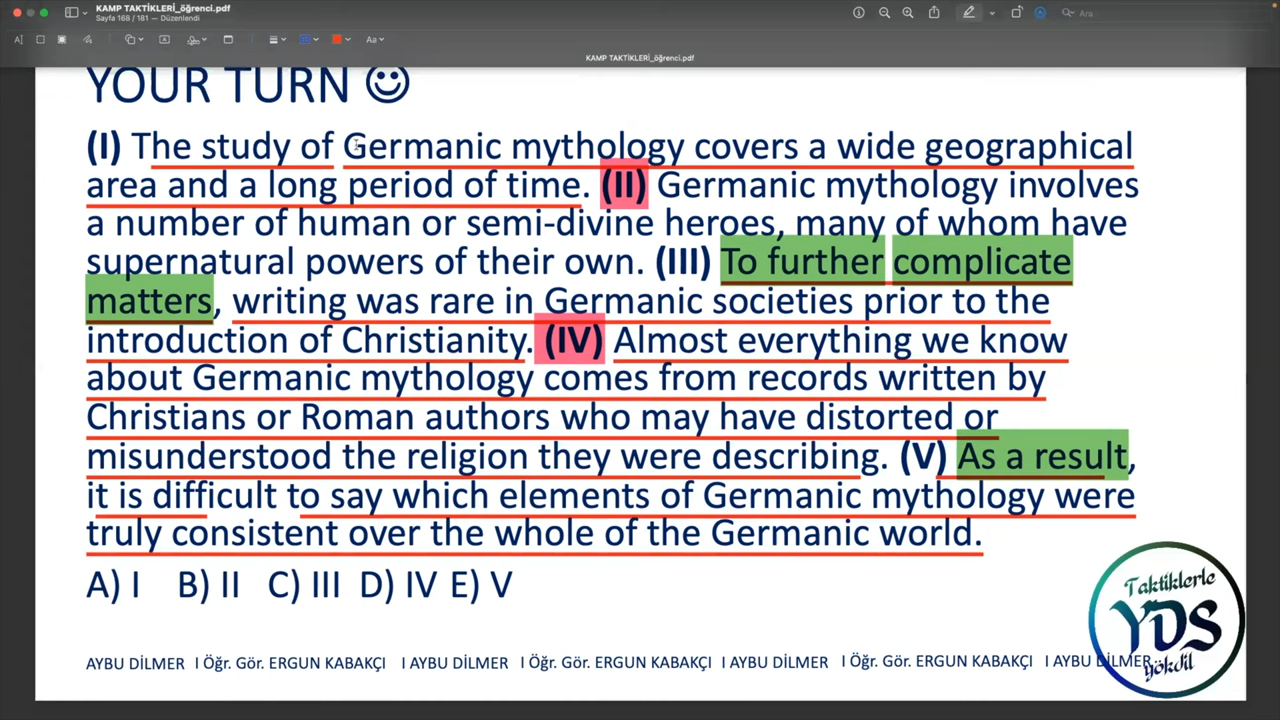 KAMP TAKTİKLERİ_öğrenci.pdf
Sayfa 168 / 181 — Düzenlendi
Ara
Aa
KAMP TAKTİKLERİ_öğrenci.pdf
YOUR TURN ☺
(I) The study of Germanic mythology covers a wide geographical
area and a long period of time. (II) Germanic mythology involves
a number of human or semi-divine heroes, many of whom have
supernatural powers of their own. (III) To further complicate
matters, writing was rare in Germanic societies prior to the
introduction of Christianity. (IV) Almost everything we know
about Germanic mythology comes from records written by
Christians or Roman authors who may have distorted or
misunderstood the religion they were describing. (V) As a result,
it is difficult to say which elements of Germanic mythology were
truly consistent over the whole of the Germanic world.
A) I B) II C) III D) IV E) V
AYBU DİLMER I Öğr. Gör. ERGUN KABAKÇI I AYBU DİLMER I Öğr. Gör. ERGUN KABAKÇI I AYBU DİLMER I Öğr. Gör. ERGUN KABAKÇI I AYBU DİLMER
Taktiklerle
YDS
yökdil